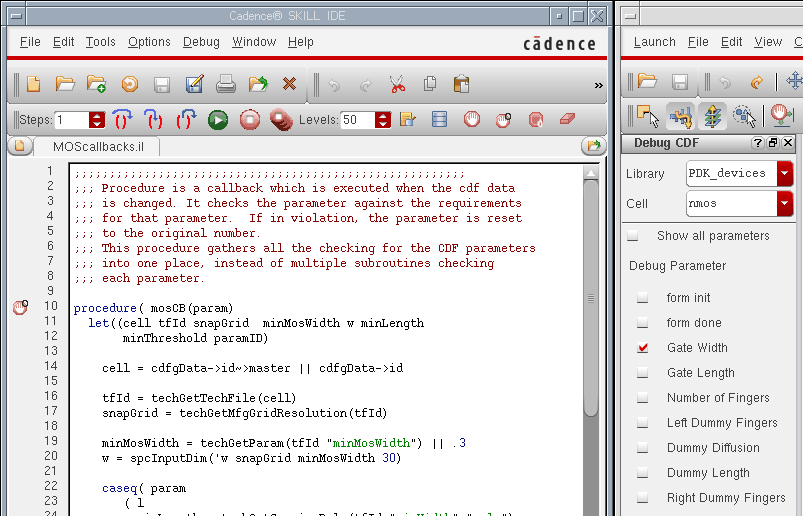 Cadence® SKILL IDE
File Edit Tools Options Debug Window Help
cādence
Steps: 1
Levels: 50
MOScallbacks.il
1 ;;;;;;;;;;;;;;;;;;;;;;;;;;;;;;;;;;;;;;;;;;;;;;;;;;;;;;
2 ;;; Procedure is a callback which is executed when the cdf data
3 ;;; is changed. It checks the parameter against the requirements
4 ;;; for that parameter.  If in violation, the parameter is reset
5 ;;; to the original number.
6 ;;; This procedure gathers all the checking for the CDF parameters
7 ;;; into one place, instead of multiple subroutines checking
8 ;;; each parameter.
9
10 procedure( mosCB(param)
11 let((cell tfId snapGrid  minMosWidth w minLength
12 minThreshold paramID)
13
14 cell = cdfgData->id~>master || cdfgData->id
15
16 tfId = techGetTechFile(cell)
17 snapGrid = techGetMfgGridResolution(tfId)
18
19 minMosWidth = techGetParam(tfId "minMosWidth") || .3
20 w = spcInputDim('w snapGrid minMosWidth 30)
21
22 caseq( param
23 ( l
24
Launch File Edit View
Debug CDF
Library PDK_devices
Cell nmos
Show all parameters
Debug Parameter
form init
form done
Gate Width
Gate Length
Number of Fingers
Left Dummy Fingers
Dummy Diffusion
Dummy Length
Right Dummy Fingers